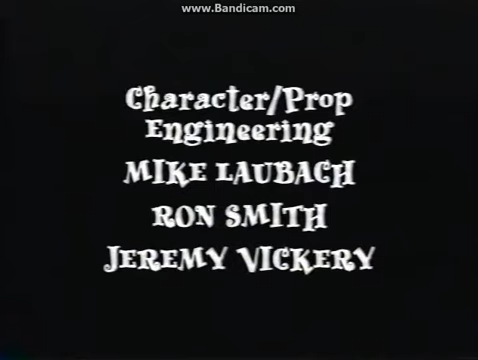 www.Bandicam.com
Character/Prop
Engineering
MIKE LAUBACH
RON SMITH
JEREMY VICKERY